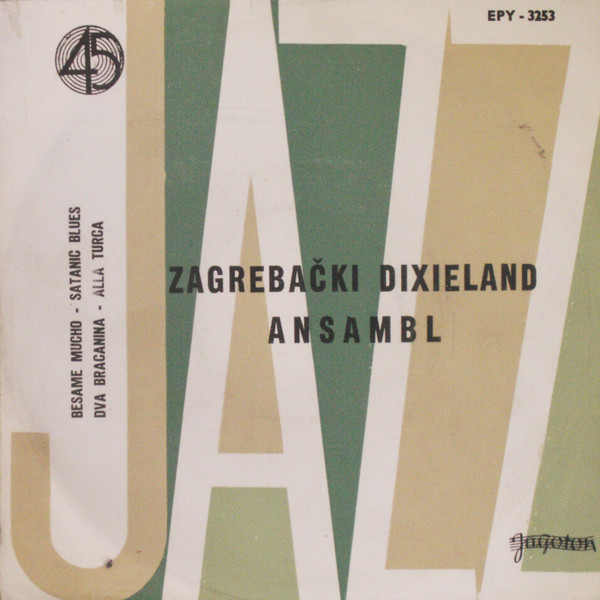 EPY - 3253
45
JAZZ
BESAME MUCHO - SATANIC BLUES
DVA BRACANINA - ALLA TURCA
ZAGREBAČKI DIXIELAND
ANSAMBL
Jugoton